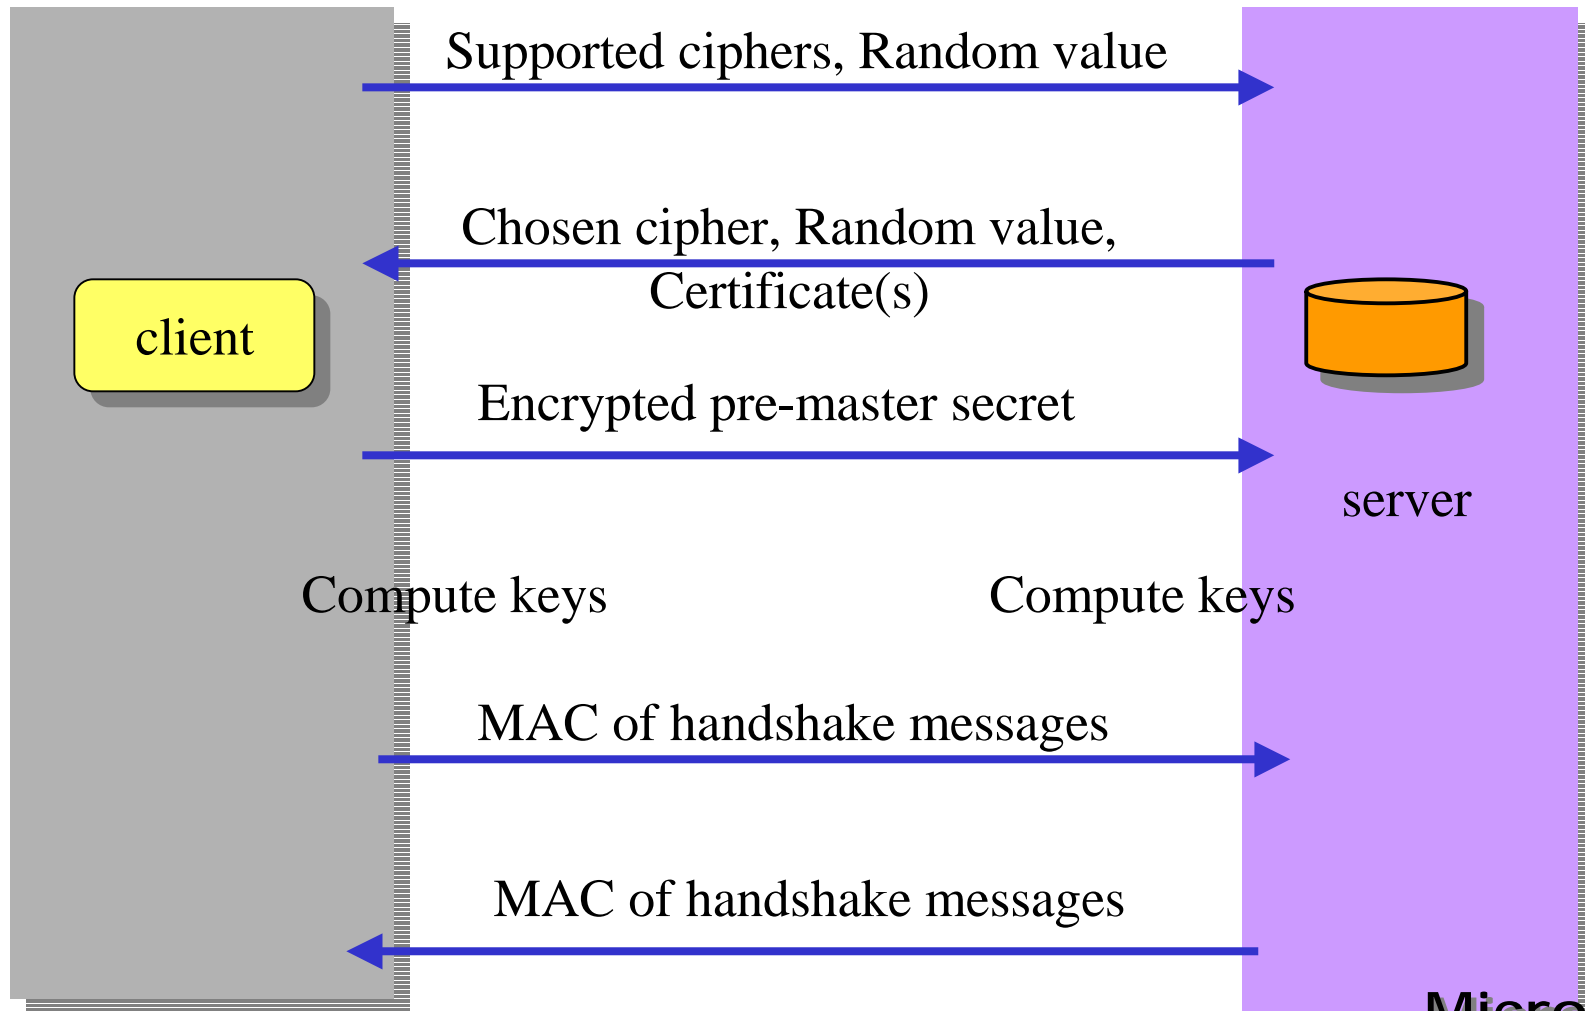 Supported ciphers, Random value
Chosen cipher, Random value,
Certificate(s)
client
Encrypted pre-master secret
server
Compute keys
Compute keys
MAC of handshake messages
MAC of handshake messages